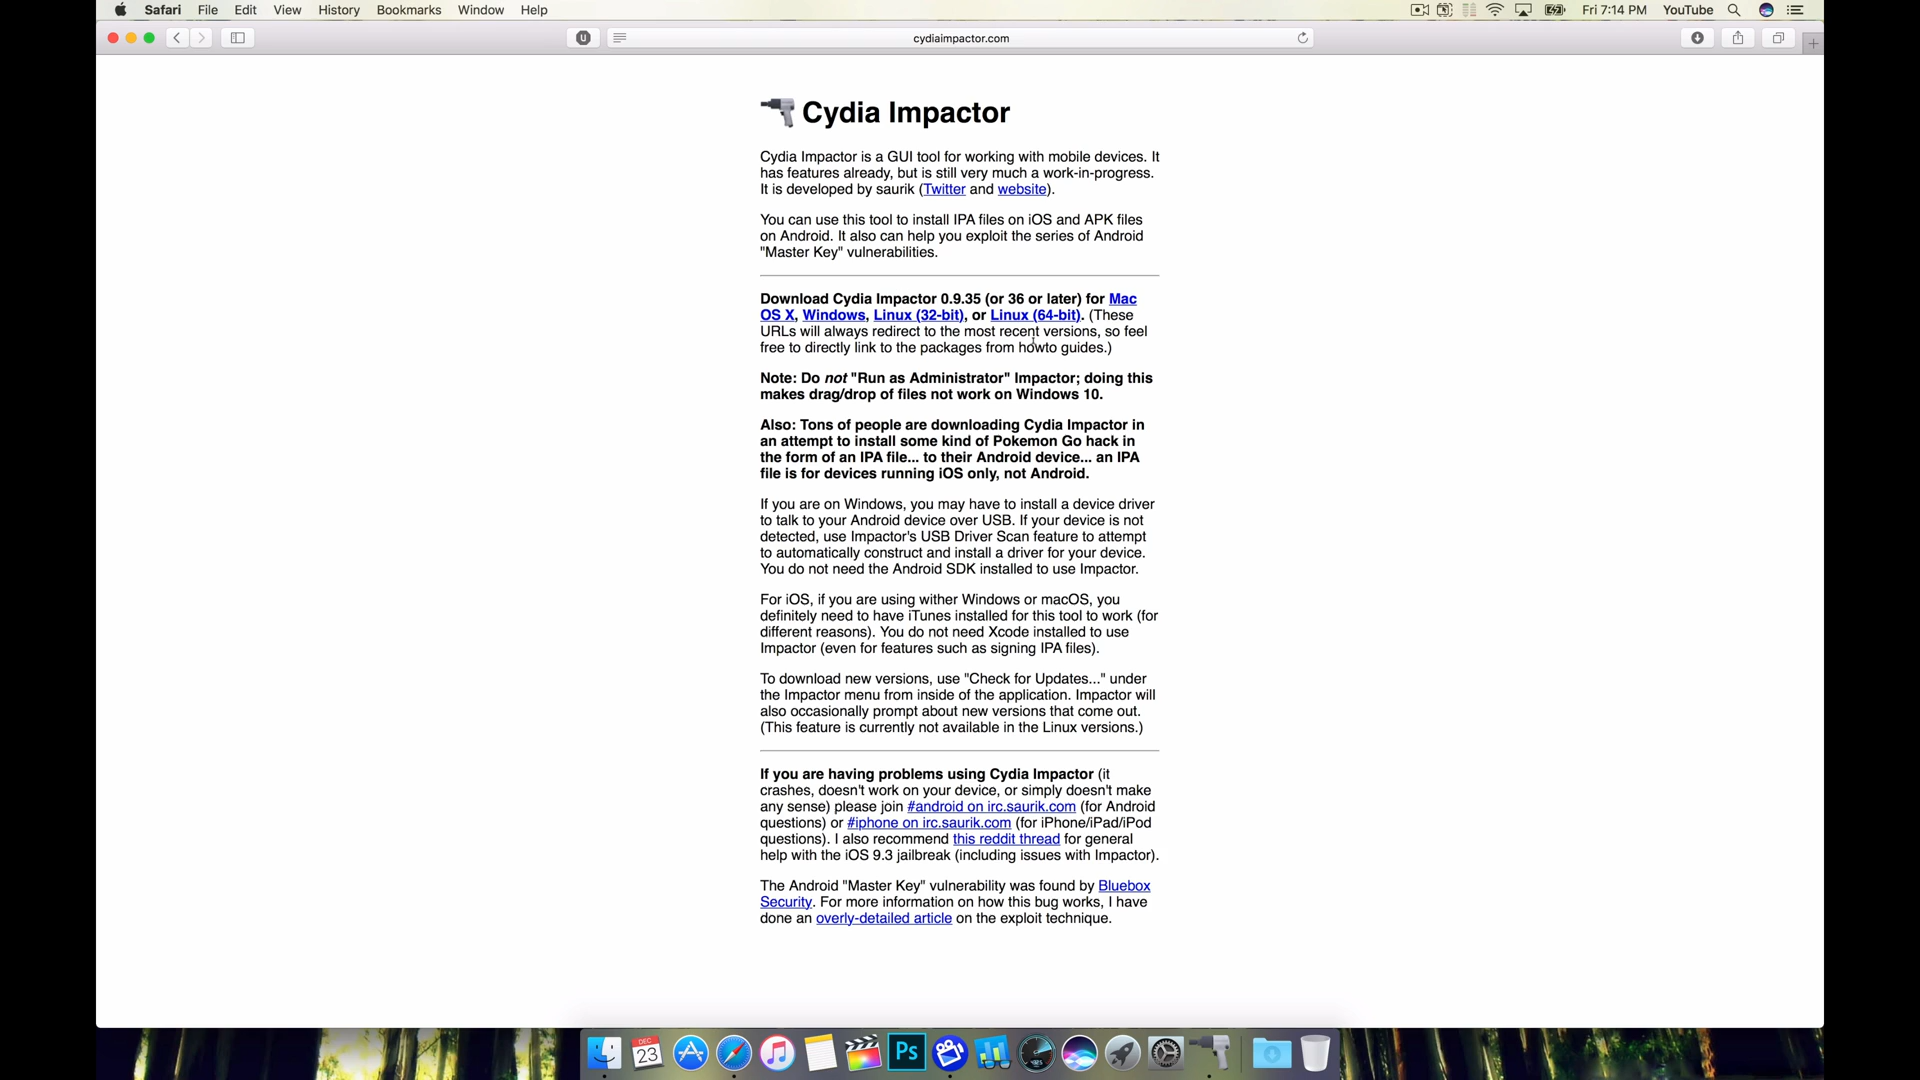 Safari File Edit View History Bookmarks Window Help Fri 7:14 PM YouTube
cydiaimpactor.com
Cydia Impactor
Cydia Impactor is a GUI tool for working with mobile devices. It
has features already, but is still very much a work-in-progress.
It is developed by saurik (Twitter and website).
You can use this tool to install IPA files on iOS and APK files
on Android. It also can help you exploit the series of Android
"Master Key" vulnerabilities.
Download Cydia Impactor 0.9.35 (or 36 or later) for Mac
OS X, Windows, Linux (32-bit), or Linux (64-bit). (These
URLs will always redirect to the most recent versions, so feel
free to directly link to the packages from howto guides.)
Note: Do not "Run as Administrator" Impactor; doing this
makes drag/drop of files not work on Windows 10.
Also: Tons of people are downloading Cydia Impactor in
an attempt to install some kind of Pokemon Go hack in
the form of an IPA file... to their Android device... an IPA
file is for devices running iOS only, not Android.
If you are on Windows, you may have to install a device driver
to talk to your Android device over USB. If your device is not
detected, use Impactor's USB Driver Scan feature to attempt
to automatically construct and install a driver for your device.
You do not need the Android SDK installed to use Impactor.
For iOS, if you are using wither Windows or macOS, you
definitely need to have iTunes installed for this tool to work (for
different reasons). You do not need Xcode installed to use
Impactor (even for features such as signing IPA files).
To download new versions, use "Check for Updates..." under
the Impactor menu from inside of the application. Impactor will
also occasionally prompt about new versions that come out.
(This feature is currently not available in the Linux versions.)
If you are having problems using Cydia Impactor (it
crashes, doesn't work on your device, or simply doesn't make
any sense) please join #android on irc.saurik.com (for Android
questions) or #iphone on irc.saurik.com (for iPhone/iPad/iPod
questions). I also recommend this reddit thread for general
help with the iOS 9.3 jailbreak (including issues with Impactor).
The Android "Master Key" vulnerability was found by Bluebox
Security. For more information on how this bug works, I have
done an overly-detailed article on the exploit technique.
DEC
23
Ps